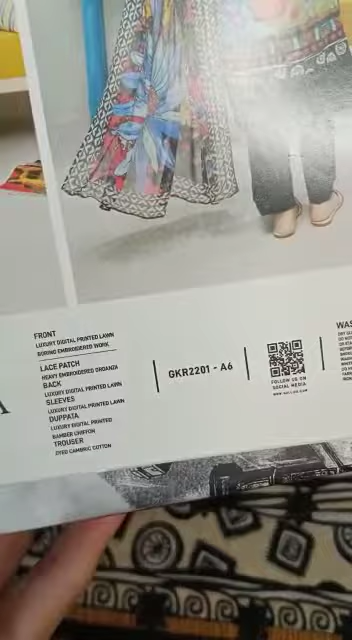 FRONT
LUXURY DIGITAL PRINTED LAWN
BORING EMBROIDERED WORK
LACE PATCH
HEAVY EMBROIDERED ORGANZA
BACK
LUXURY DIGITAL PRINTED LAWN
SLEEVES
LUXURY DIGITAL PRINTED LAWN
DUPPATA
LUXURY DIGITAL PRINTED
BAMBER CHIFFON
TROUSER
DYED CAMBRIC COTTON
GKR2201 - A6
FOLLOW US ON
SOCIAL MEDIA
WAS